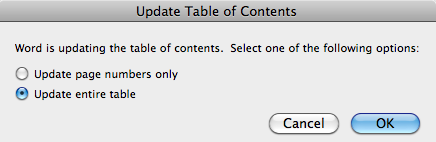 Update Table of Contents
Word is updating the table of contents.  Select one of the following options:
Update page numbers only
Update entire table
Cancel OK